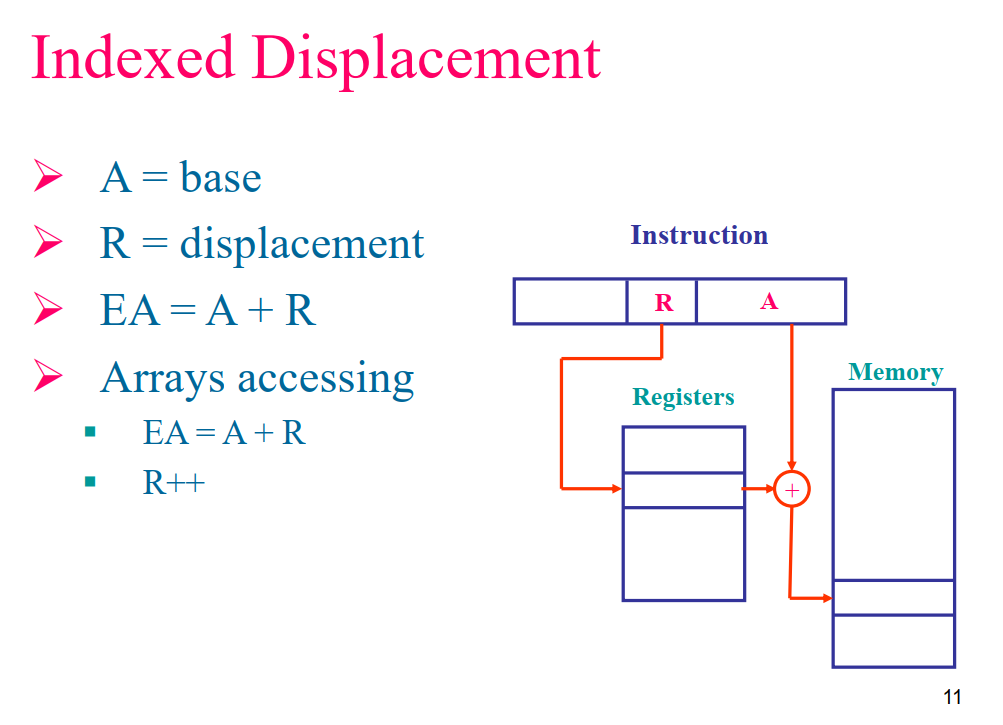 Indexed Displacement
A = base
R = displacement
EA = A + R
Arrays accessing
EA = A + R
R++
Instruction
R A
Registers
Memory
+
11